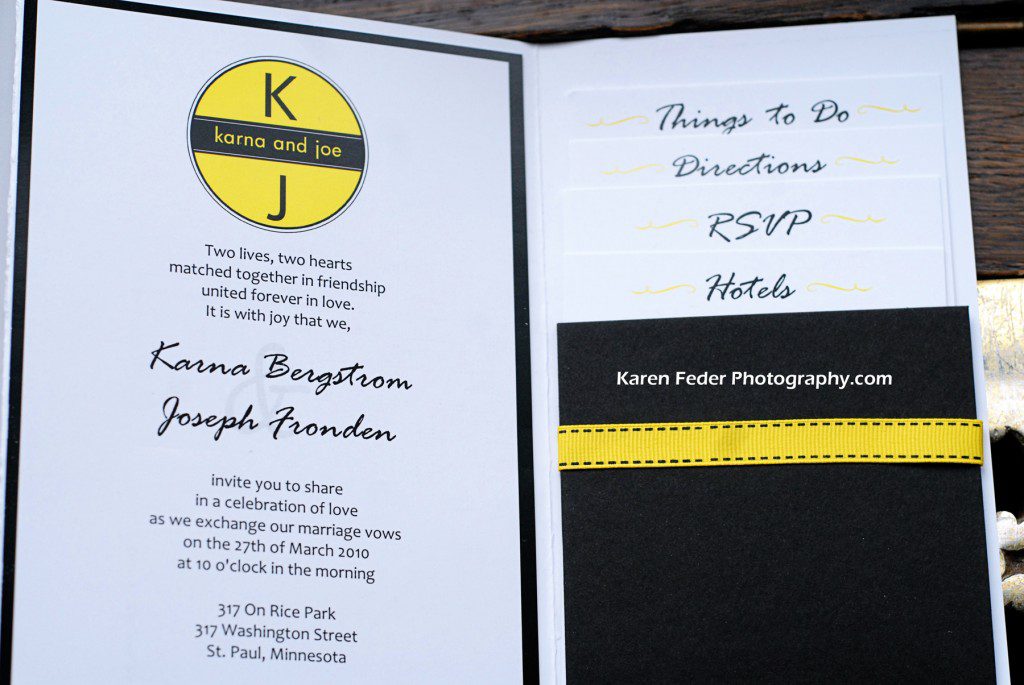 K
karna and joe
J
Two lives, two hearts
matched together in friendship
united forever in love.
It is with joy that we,
Karna Bergstrom
&
Joseph Fronden
invite you to share
in a celebration of love
as we exchange our marriage vows
on the 27th of March 2010
at 10 o'clock in the morning
317 On Rice Park
317 Washington Street
St. Paul, Minnesota
Things to Do
Directions
RSVP
Hotels
Karen Feder Photography.com